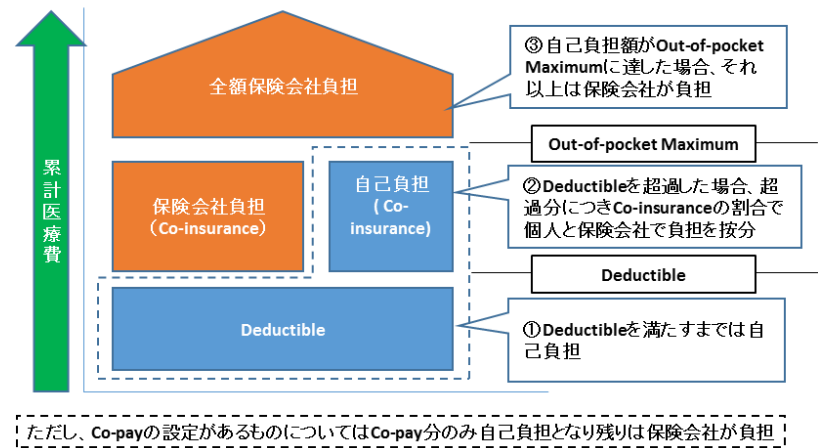 ③自己負担額がOut-of-pocket
Maximumに達した場合、それ
以上は保険会社が負担
全額保険会社負担
Out-of-pocket Maximum
累計医療費
保険会社負担
（Co-insurance）
自己負担
( Co-
insurance)
②Deductibleを超過した場合、超
過分につきCo-insuranceの割合で
個人と保険会社で負担を按分
Deductible
Deductible
①Deductibleを満たすまでは自
己負担
ただし、Co-payの設定があるものについてはCo-pay分のみ自己負担となり残りは保険会社が負担